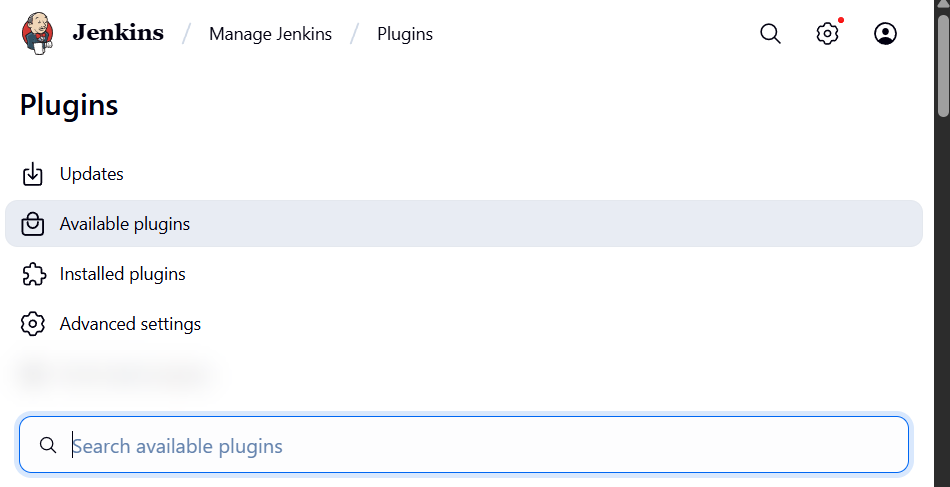 Jenkins / Manage Jenkins / Plugins
Plugins
Updates
Available plugins
Installed plugins
Advanced settings
Search available plugins